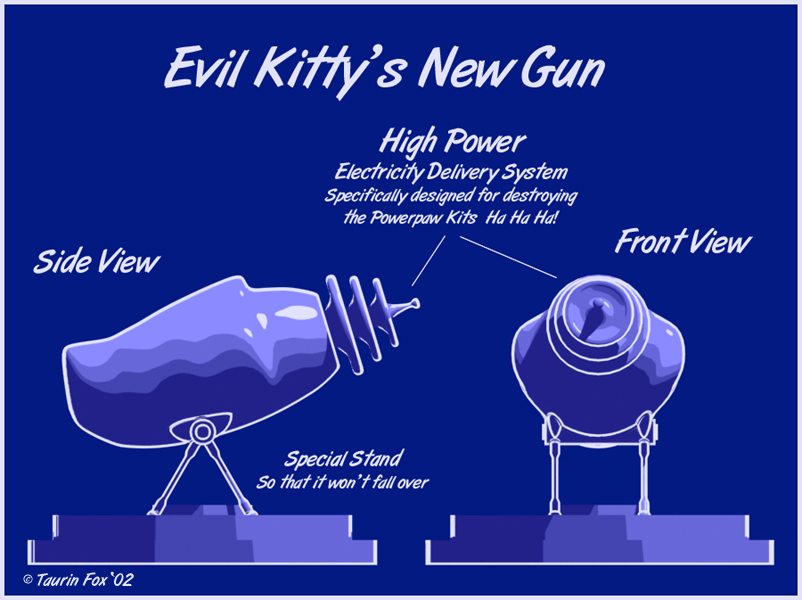 Evil Kitty's New Gun
High Power
Electricity Delivery System
Specifically designed for destroying
the Powerpaw Kits Ha Ha Ha!
Side View
Front View
Special Stand
So that it won't fall over
© Taurin Fox '02